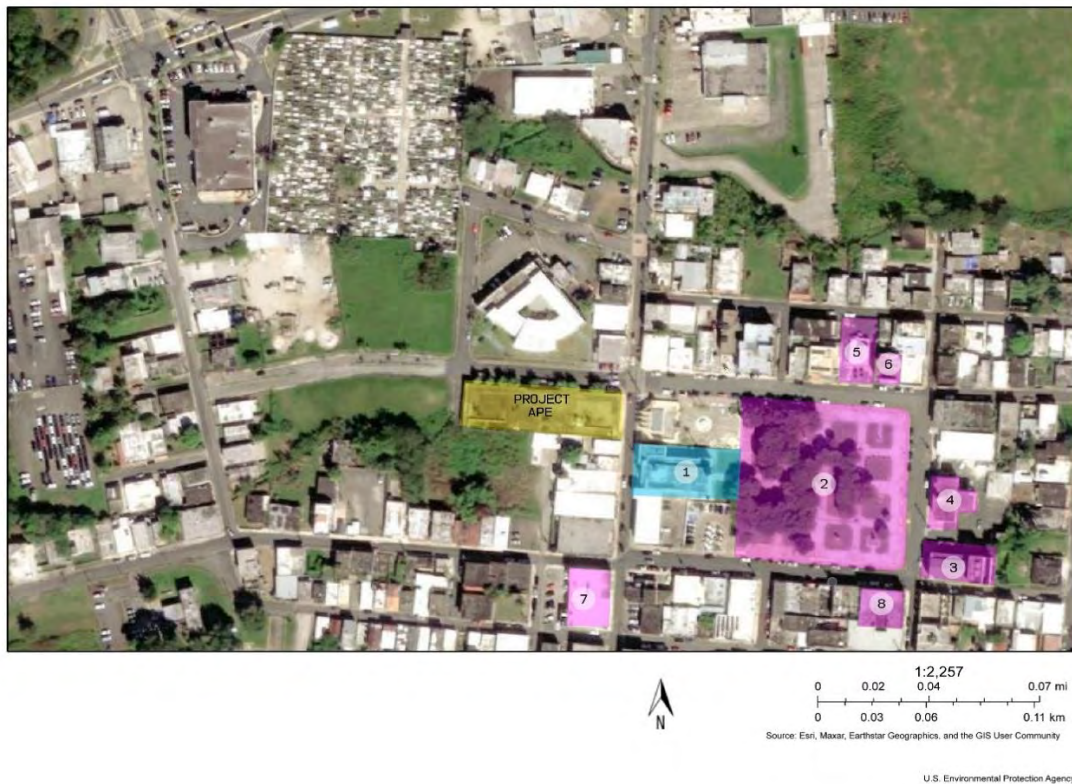 PROJECT
APE
5
6
1
2
4
3
7
8
N
1:2,257
0 0.02 0.04 0.07 mi
0 0.03 0.06 0.11 km
Source: Esri, Maxar, Earthstar Geographics, and the GIS User Community
U.S. Environmental Protection Agency